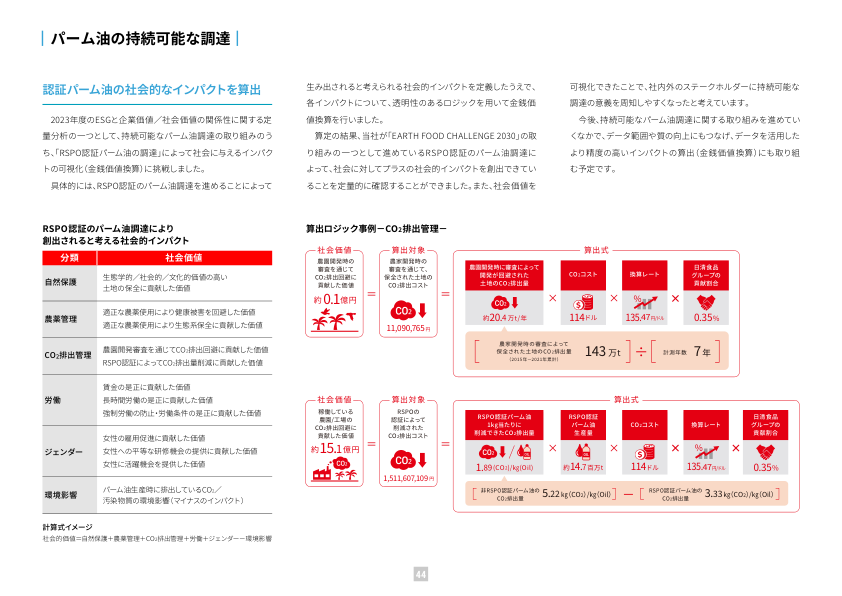 パーム油の持続可能な調達
認証パーム油の社会的なインパクトを算出
2023年度のESGと企業価値／社会価値の関係性に関する定
量分析の一つとして、持続可能なパーム油調達の取り組みのう
ち、「RSPO認証パーム油の調達」によって社会に与えるインパク
トの可視化（金銭価値換算）に挑戦しました。
具体的には、RSPO認証のパーム油調達を進めることによって
生み出されると考えられる社会的インパクトを定義したうえで、
各インパクトについて、透明性のあるロジックを用いて金銭価
値換算を行いました。
算定の結果、当社が「EARTH FOOD CHALLENGE 2030」の取
り組みの一つとして進めているRSPO認証のパーム油調達に
よって、社会に対してプラスの社会的インパクトを創出できてい
ることを定量的に確認することができました。また、社会価値を
可視化できたことで、社内外のステークホルダーに持続可能な
調達の意義を周知しやすくなったと考えています。
今後、持続可能なパーム油調達に関する取り組みを進めてい
くなかで、データ範囲や質の向上にもつなげ、データを活用した
より精度の高いインパクトの算出（金銭価値換算）にも取り組
む予定です。
RSPO認証のパーム油調達により
創出されると考える社会的インパクト
分類 社会価値
自然保護
生態学的／社会的／文化的価値の高い
土地の保全に貢献した価値
農薬管理
適正な農薬使用により健康被害を回避した価値
適正な農薬使用により生態系保全に貢献した価値
CO2排出管理
農園開発審査を通じてCO2排出回避に貢献した価値
RSPO認証によってCO2排出量削減に貢献した価値
労働
賃金の是正に貢献した価値
長時間労働の是正に貢献した価値
強制労働の防止・労働条件の是正に貢献した価値
ジェンダー
女性の雇用促進に貢献した価値
女性への平等な研修機会の提供に貢献した価値
女性に活躍機会を提供した価値
環境影響
パーム油生産時に排出しているCO2／
汚染物質の環境影響（マイナスのインパクト）
計算式イメージ
社会的価値＝自然保護＋農薬管理＋CO2排出管理＋労働＋ジェンダー－環境影響
算出ロジック事例－CO2排出管理－
社会価値
農園開発時の
審査を通じて
CO2排出回避に
貢献した価値
約0.1億円
＝
算出対象
農家開発時の
審査を通じて、
保全された土地の
CO2排出コスト
CO2
11,090,765円
＝
算出式
農園開発時に審査によって
開発が回避された
土地のCO2排出量
CO2
約20.4万t/年
×
CO2コスト
$
114ドル
×
換算レート
%
135.47円/ドル
×
日清食品
グループの
貢献割合
0.35%
農家開発時の審査によって
保全された土地のCO2排出量
（2015年－2021年累計）
143万t
÷
計測年数 7年
社会価値
稼働している
農園/工場の
CO2排出回避に
貢献した価値
約15.1億円
CO2
＝
算出対象
RSPOの
認証によって
削減された
CO2排出コスト
CO2
1,511,607,109円
＝
算出式
RSPO認証パーム油
1kg当たりに
削減できたCO2排出量
CO2 /
1.89(CO2)/kg(Oil)
×
RSPO認証
パーム油
生産量
約14.7百万t
×
CO2コスト
$
114ドル
×
換算レート
%
135.47円/ドル
×
日清食品
グループの
貢献割合
0.35%
非RSPO認証パーム油の
CO2排出量
5.22kg(CO2)/kg(Oil)
－
RSPO認証パーム油の
CO2排出量
3.33kg(CO2)/kg(Oil)
44